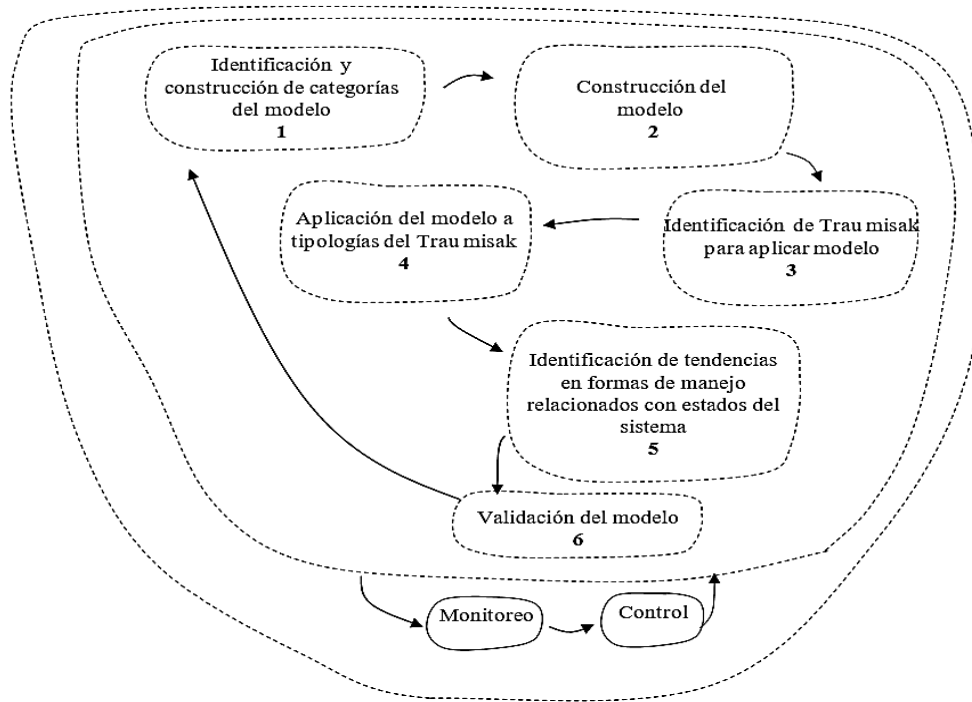 Identificación y
construcción de categorías
del modelo
1
Construcción del
modelo
2
Identificación de Trau misak
para aplicar modelo
3
Aplicación del modelo a
tipologías del Trau misak
4
Identificación de tendencias
en formas de manejo
relacionados con estados del
sistema
5
Validación del modelo
6
Monitoreo
Control